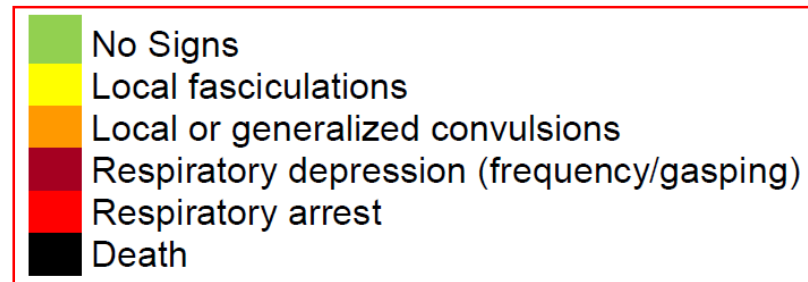 No Signs
Local fasciculations
Local or generalized convulsions
Respiratory depression (frequency/gasping)
Respiratory arrest
Death